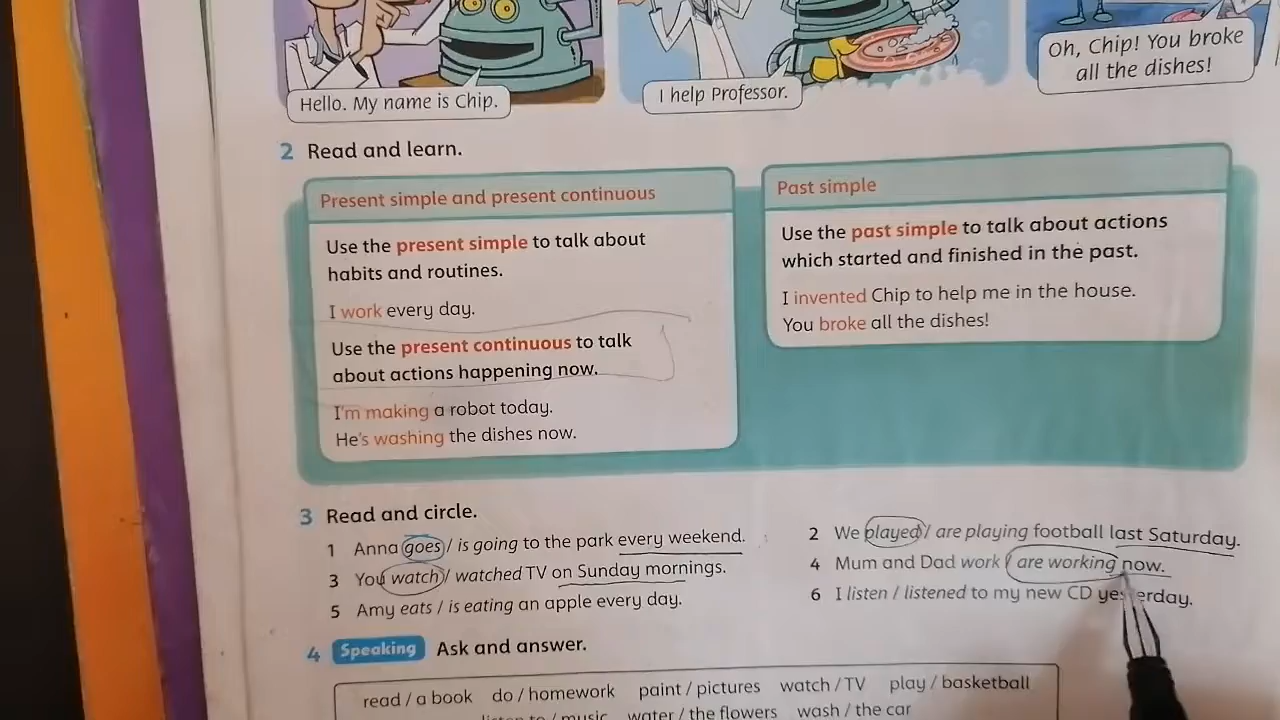 Hello. My name is Chip.
I help Professor.
Oh, Chip! You broke
all the dishes!
2 Read and learn.
Present simple and present continuous
Use the present simple to talk about
habits and routines.
I work every day.
Use the present continuous to talk
about actions happening now.
I'm making a robot today.
He's washing the dishes now.
Past simple
Use the past simple to talk about actions
which started and finished in the past.
I invented Chip to help me in the house.
You broke all the dishes!
3 Read and circle.
1 Anna goes / is going to the park every weekend.
2 We played / are playing football last Saturday.
3 You watch / watched TV on Sunday mornings.
4 Mum and Dad work / are working now.
5 Amy eats / is eating an apple every day.
6 I listen / listened to my new CD yesterday.
4 Speaking Ask and answer.
read / a book do / homework paint / pictures watch / TV play / basketball
listen to / music water / the flowers wash / the car